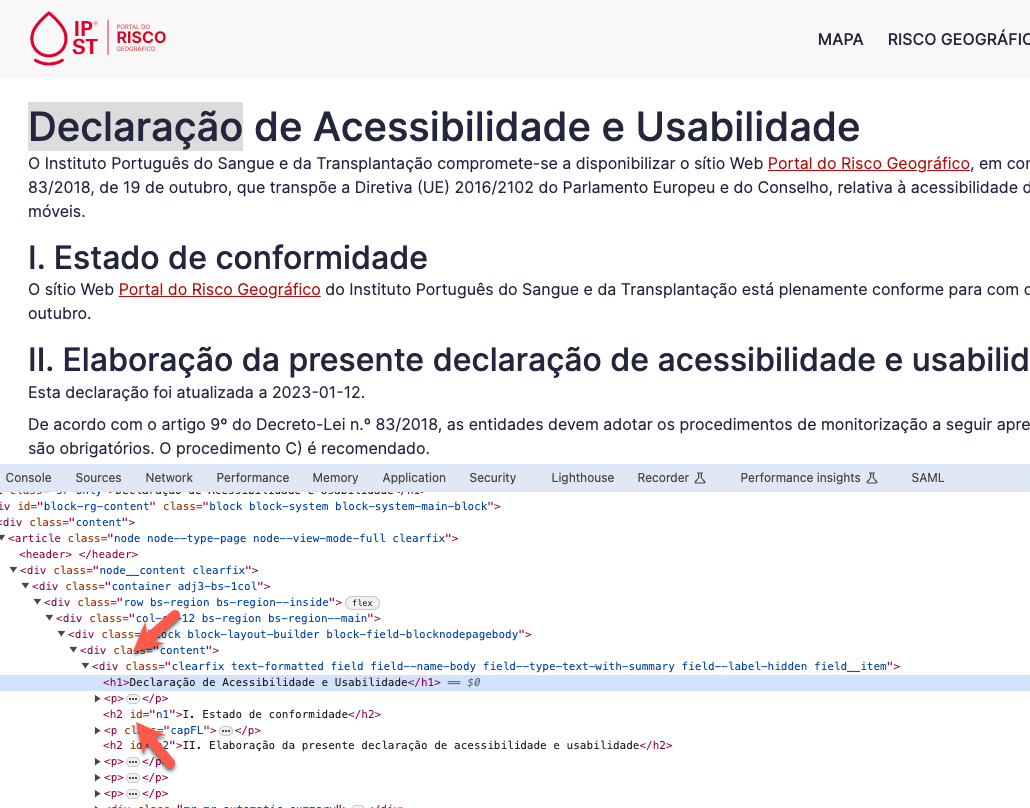 IP ST PORTAL DO RISCO GEOGRÁFICO
MAPA RISCO GEOGRÁFIC
Declaração de Acessibilidade e Usabilidade
O Instituto Português do Sangue e da Transplantação compromete-se a disponibilizar o sítio Web Portal do Risco Geográfico, em con
83/2018, de 19 de outubro, que transpõe a Diretiva (UE) 2016/2102 do Parlamento Europeu e do Conselho, relativa à acessibilidade d
móveis.
I. Estado de conformidade
O sítio Web Portal do Risco Geográfico do Instituto Português do Sangue e da Transplantação está plenamente conforme para com o
outubro.
II. Elaboração da presente declaração de acessibilidade e usabilid
Esta declaração foi atualizada a 2023-01-12.
De acordo com o artigo 9º do Decreto-Lei n.º 83/2018, as entidades devem adotar os procedimentos de monitorização a seguir apre
são obrigatórios. O procedimento C) é recomendado.
Console Sources Network Performance Memory Application Security Lighthouse Recorder Performance insights SAML
iv id="block-rg-content" class="block block-system block-system-main-block">
<div class="content">
<article class="node node--type-page node--view-mode-full clearfix">
<header> </header>
<div class="node__content clearfix">
<div class="container adj3-bs-1col">
<div class="row bs-region bs-region--inside"> flex
<div class="col- -12 bs-region bs-region--main">
<div class= block-layout-builder block-field-blocknodepagebody">
<div class="content">
<div class="clearfix text-formatted field field--name-body field--type-text-with-summary field--label-hidden field__item">
<h1>Declaração de Acessibilidade e Usabilidade</h1> == $0
<p> … </p>
<h2 id="n1">I. Estado de conformidade</h2>
<p class="capFL"> … </p>
<h2 id= 2">II. Elaboração da presente declaração de acessibilidade e usabilidade</h2>
<p> … </p>
<p> … </p>
<p> … </p>